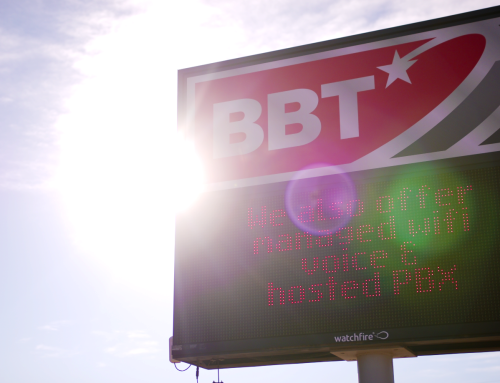 BBT
We also offer
managed wifi
voice &
hosted PBX
watchfire